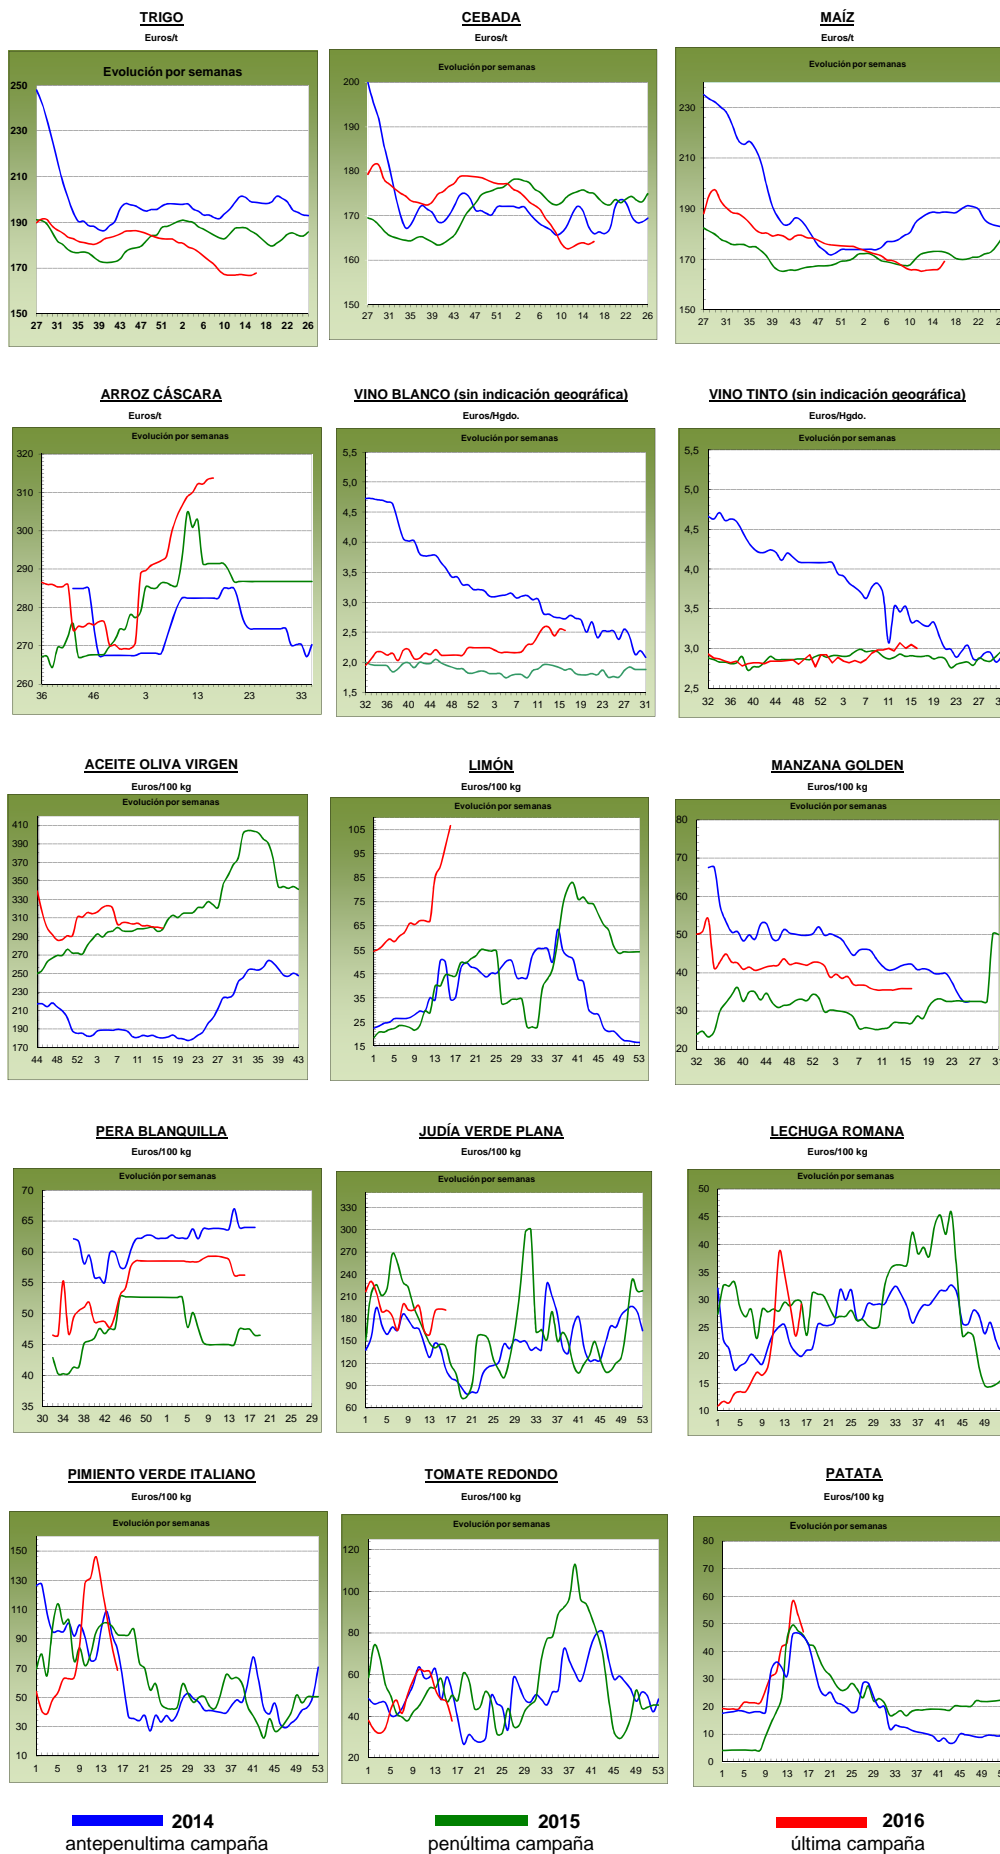 TRIGO
Euros/t
Evolución por semanas
250
230
210
190
170
150
27 31 35 39 43 47 51 2 6 10 14 18 22 26
CEBADA
Euros/t
Evolución por semanas
200
190
180
170
160
150
27 31 35 39 43 47 51 2 6 10 14 18 22 26
MAÍZ
Euros/t
Evolución por semanas
230
210
190
170
150
27 31 35 39 43 47 51 2 6 10 14 18 22
ARROZ CÁSCARA
Euros/t
Evolución por semanas
320
310
300
290
280
270
260
36 46 3 13 23 33
VINO BLANCO (sin indicación geográfica)
Euros/Hgdo.
Evolución por semanas
5,5
5,0
4,5
4,0
3,5
3,0
2,5
2,0
1,5
32 36 40 44 48 52 3 7 11 15 19 23 27 31
VINO TINTO (sin indicación geográfica)
Euros/Hgdo.
Evolución por semanas
5,5
5,0
4,5
4,0
3,5
3,0
2,5
32 36 40 44 48 52 3 7 11 15 19 23 27
ACEITE OLIVA VIRGEN
Euros/100 kg
Evolución por semanas
410
390
370
350
330
310
290
270
250
230
210
190
170
44 48 52 3 7 11 15 19 23 27 31 35 39 43
LIMÓN
Euros/100 kg
Evolución por semanas
105
95
85
75
65
55
45
35
25
15
1 5 9 13 17 21 25 29 33 37 41 45 49 53
MANZANA GOLDEN
Euros/100 kg
Evolución por semanas
80
70
60
50
40
30
20
32 36 40 44 48 52 3 7 11 15 19 23 27 31
PERA BLANQUILLA
Euros/100 kg
Evolución por semanas
70
65
60
55
50
45
40
35
30 34 38 42 46 50 1 5 9 13 17 21 25 29
JUDÍA VERDE PLANA
Euros/100 kg
Evolución por semanas
330
300
270
240
210
180
150
120
90
60
1 5 9 13 17 21 25 29 33 37 41 45 49 53
LECHUGA ROMANA
Euros/100 kg
Evolución por semanas
50
45
40
35
30
25
20
15
10
1 5 9 13 17 21 25 29 33 37 41 45 49
PIMIENTO VERDE ITALIANO
Euros/100 kg
Evolución por semanas
150
130
110
90
70
50
30
10
1 5 9 13 17 21 25 29 33 37 41 45 49 53
TOMATE REDONDO
Euros/100 kg
Evolución por semanas
120
100
80
60
40
20
1 5 9 13 17 21 25 29 33 37 41 45 49 53
PATATA
Euros/100 kg
Evolución por semanas
80
70
60
50
40
30
20
10
0
1 5 9 13 17 21 25 29 33 37 41 45 49
2014
antepenultima campaña
2015
penúltima campaña
2016
última campaña